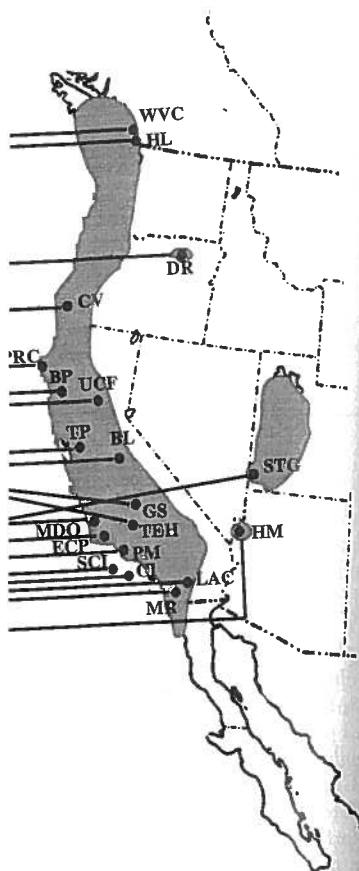 WVC
HL
DR
CV
PRC
BP
UCF
TP
BL
STG
GS
MDO
TEH
HM
ECP
PM
SCI
CI
LAC
MR